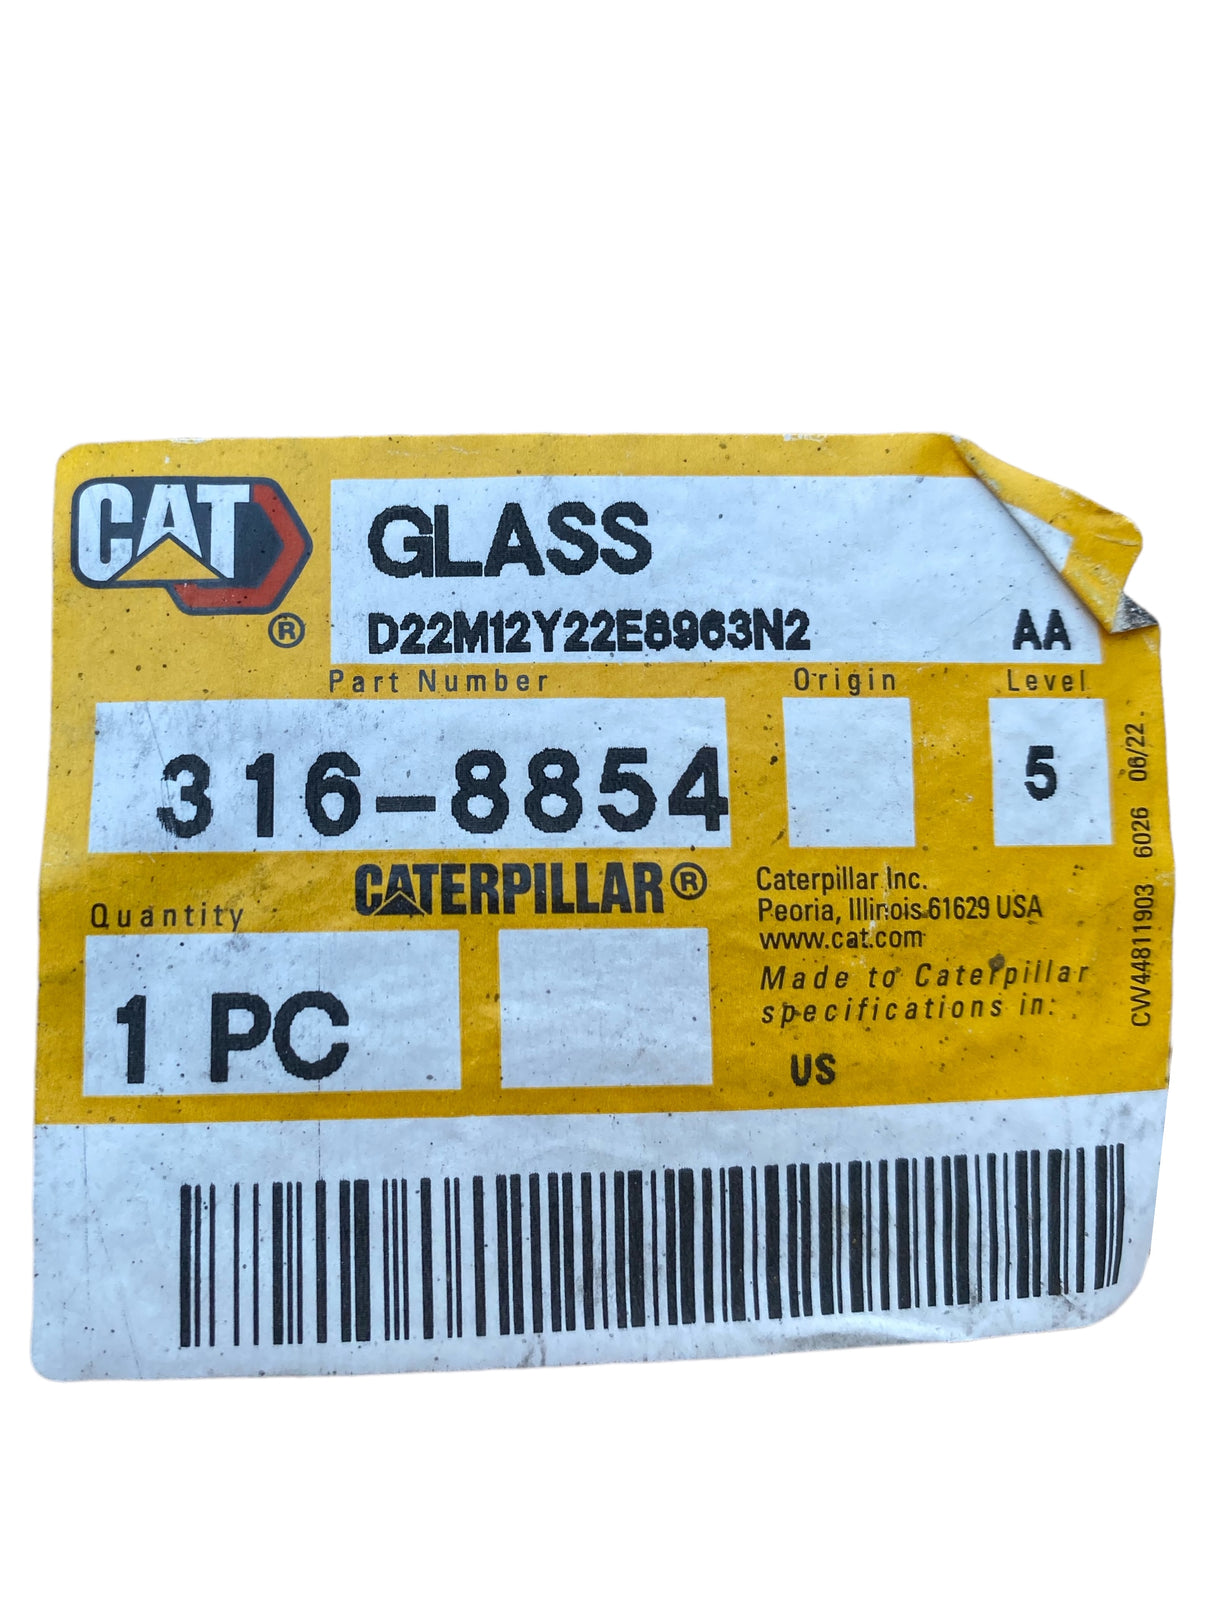 CAT
®
GLASS
D22M12Y22E8963N2 AA
Part Number Origin Level
316-8854 5
CATERPILLAR®
Quantity
1 PC
Caterpillar Inc.
Peoria, Illinois 61629 USA
www.cat.com
Made to Caterpillar
specifications in:
US
CW44811903 6026 06/22